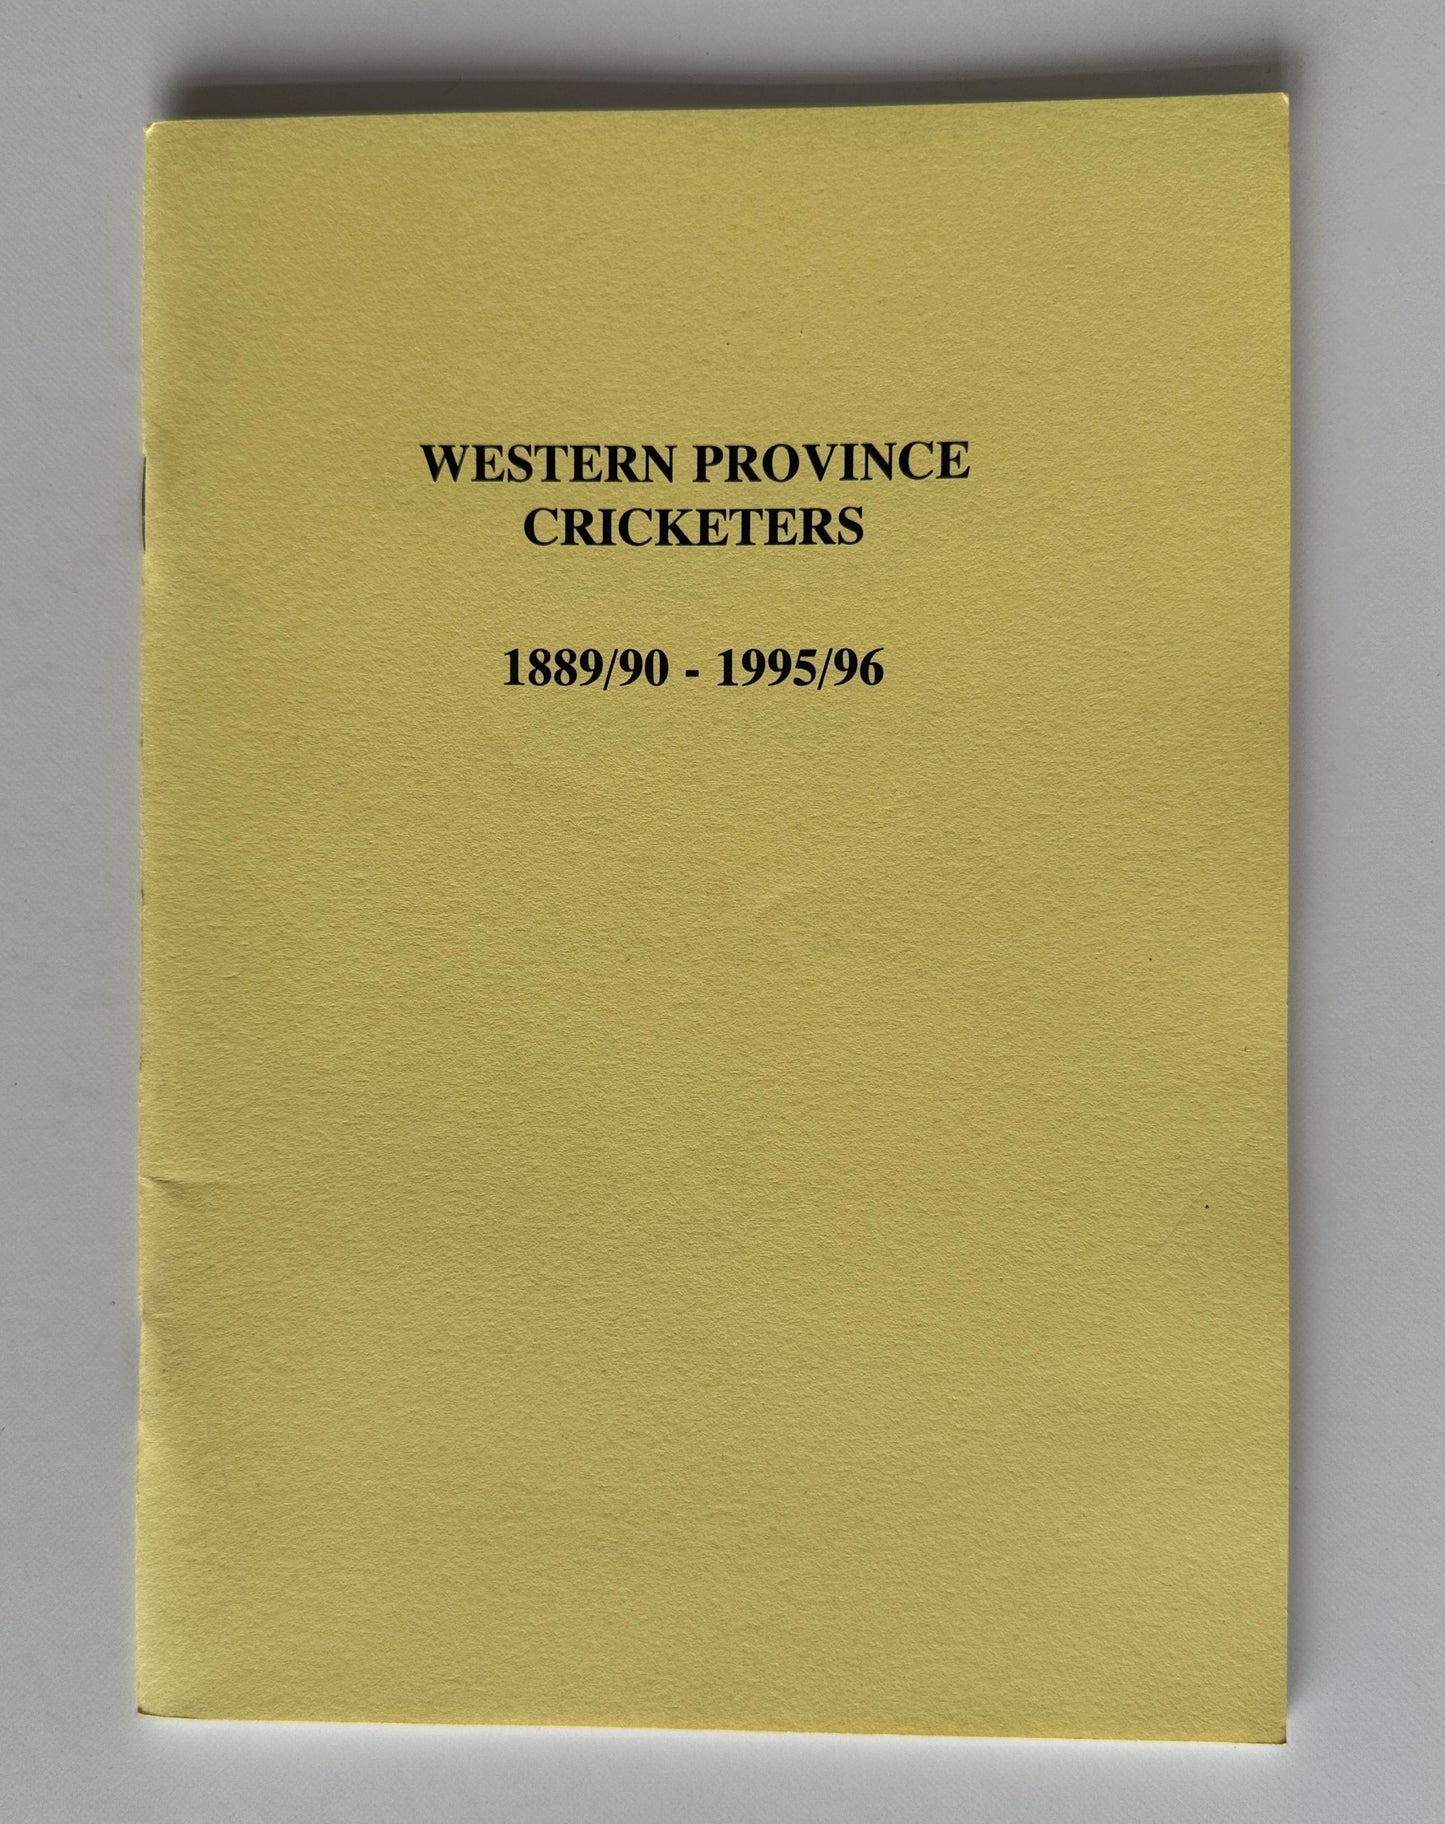 WESTERN PROVINCE
CRICKETERS
1889/90 - 1995/96